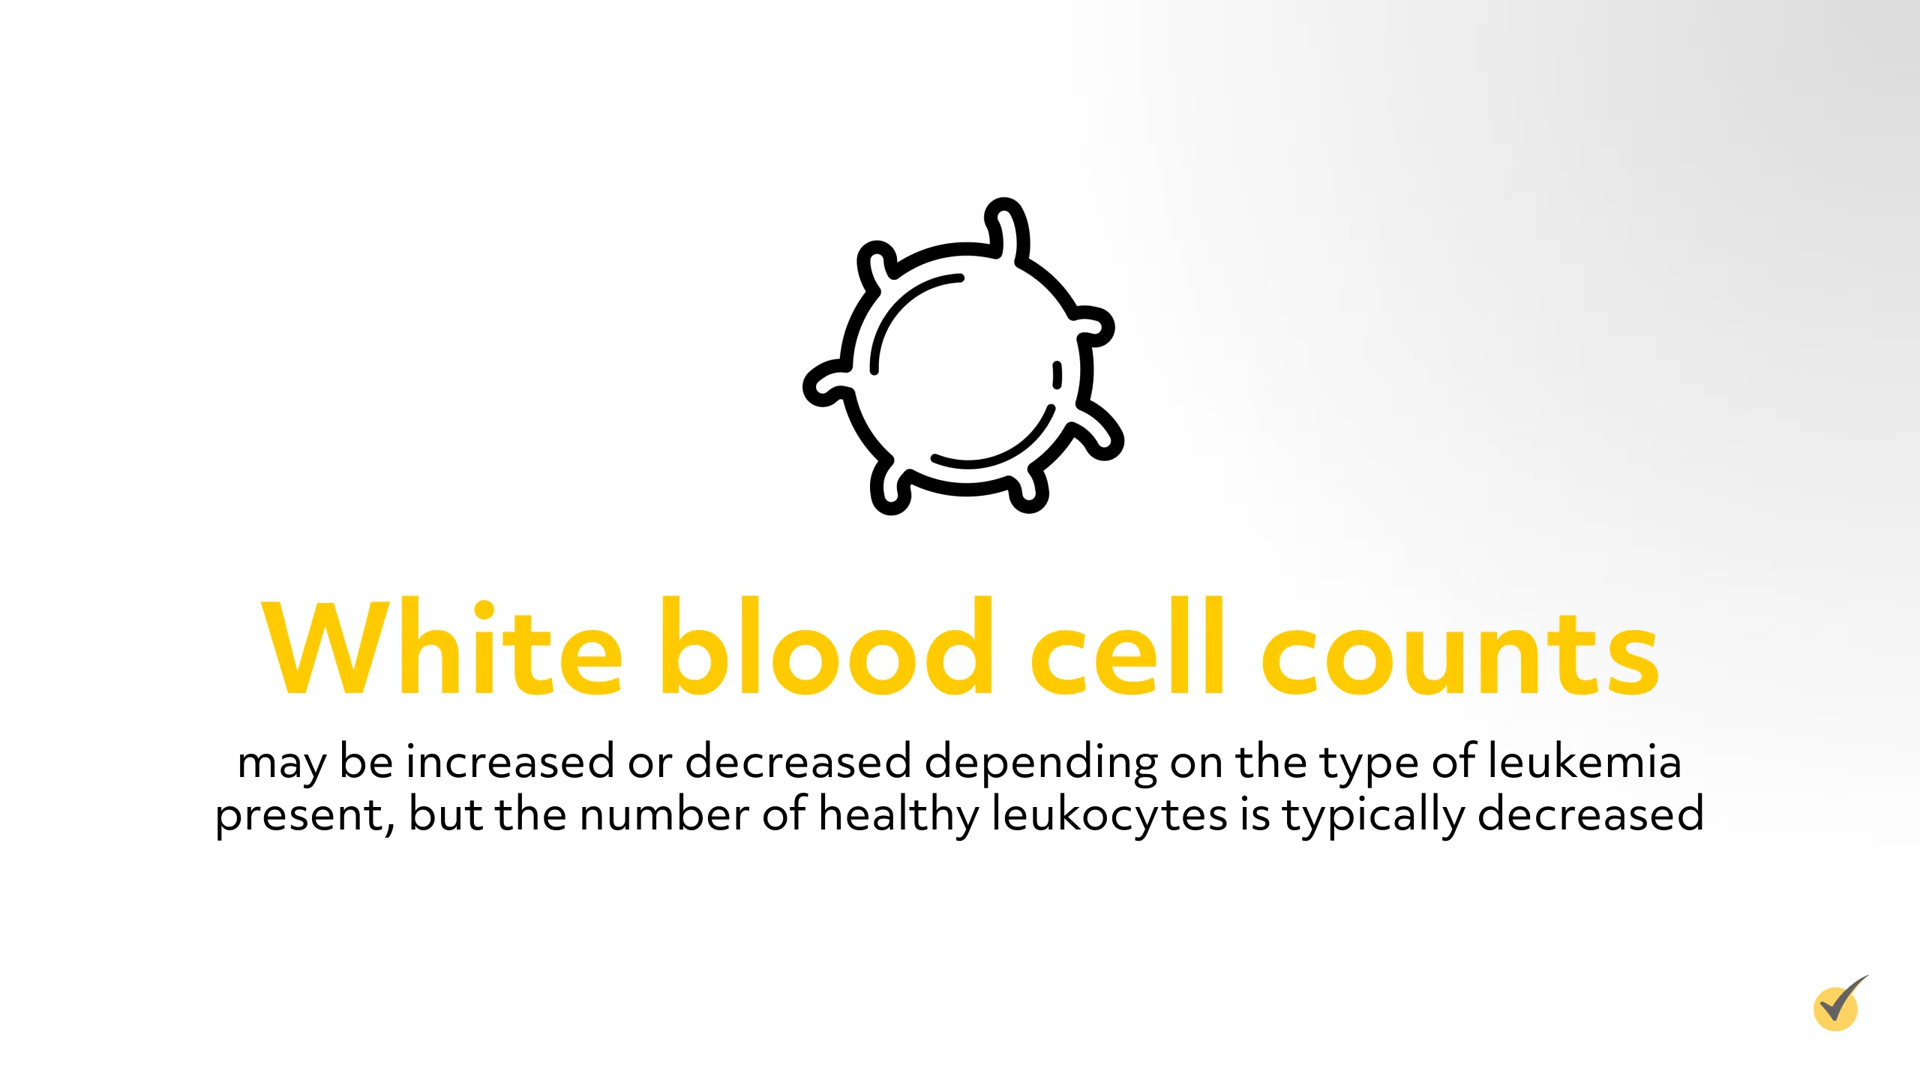 White blood cell counts
may be increased or decreased depending on the type of leukemia
present, but the number of healthy leukocytes is typically decreased